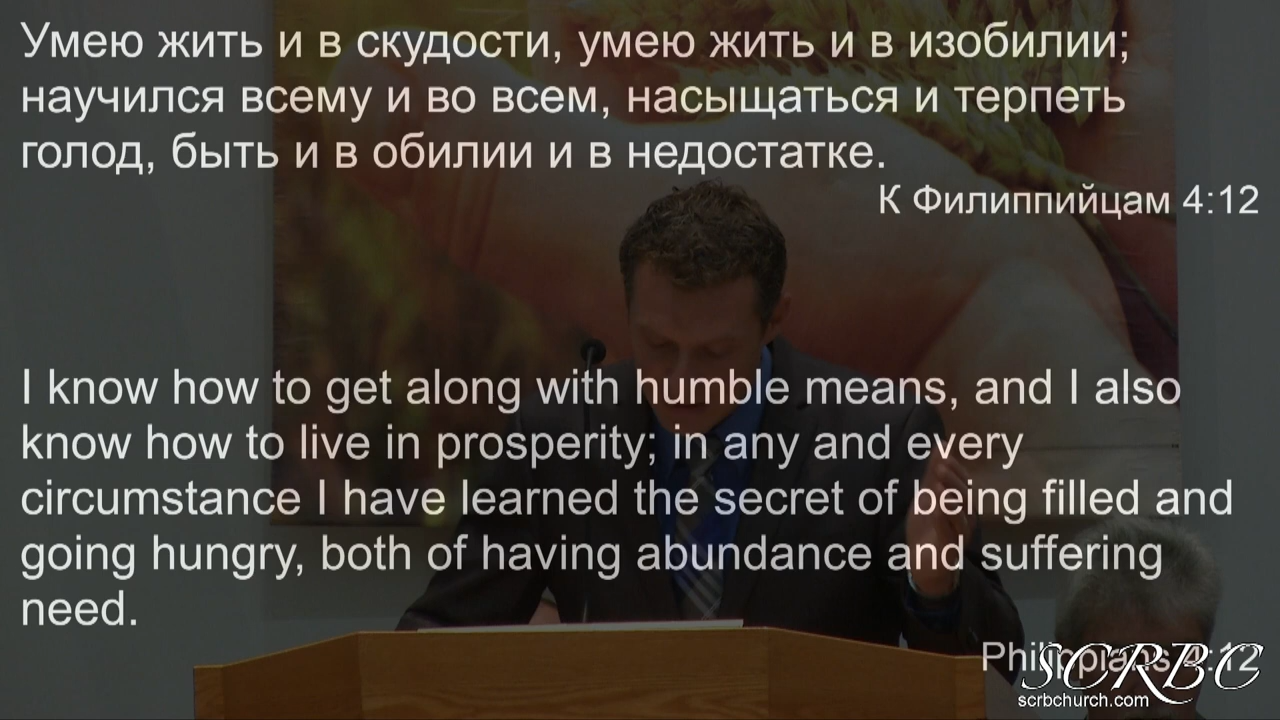 Умею жить и в скудости, умею жить и в изобилии;
научился всему и во всем, насыщаться и терпеть
голод, быть и в обилии и в недостатке.
К Филиппийцам 4:12
I know how to get along with humble means, and I also
know how to live in prosperity; in any and every
circumstance I have learned the secret of being filled and
going hungry, both of having abundance and suffering
need.
Philippians 4:12
SCRBC
scrbchurch.com